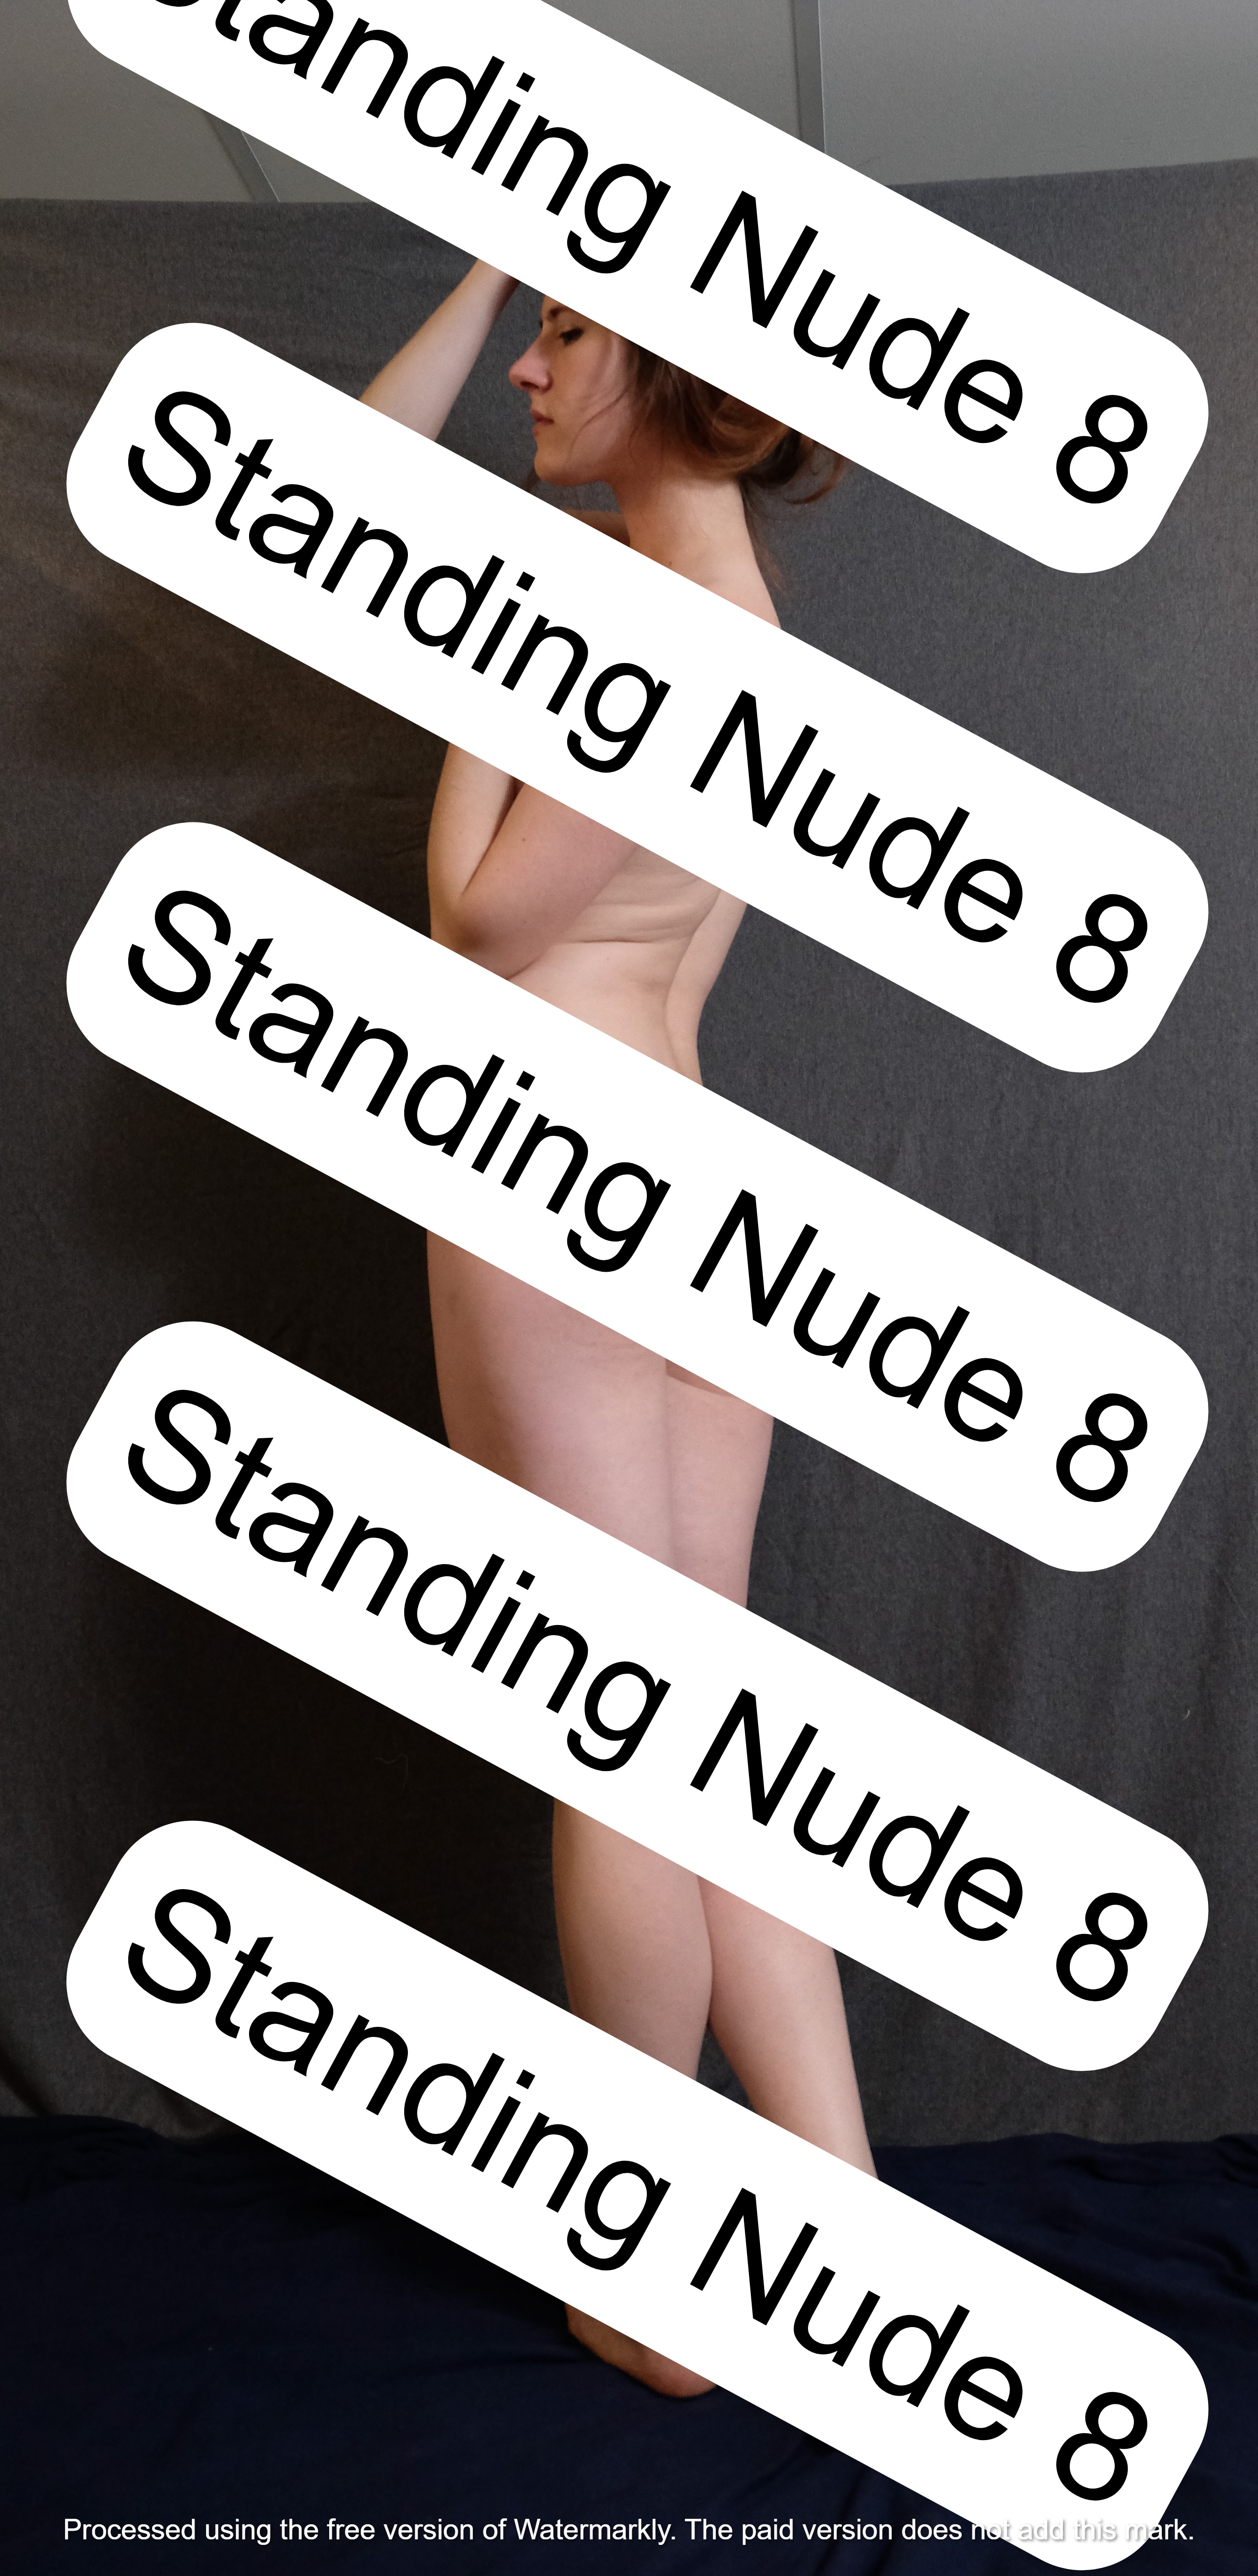 Standing Nude 8
Standing Nude 8
Standing Nude 8
Standing Nude 8
Standing Nude 8
Processed using the free version of Watermarkly. The paid version does not add this mark.